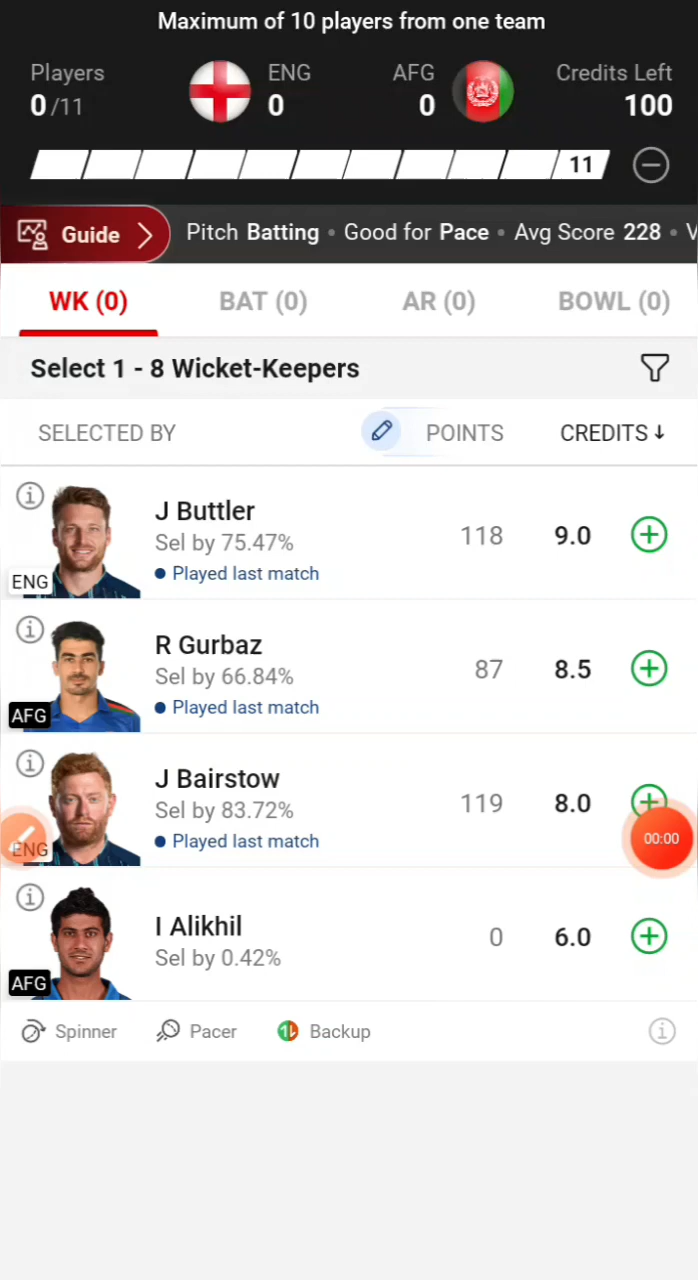 Maximum of 10 players from one team
Players ENG AFG Credits Left
0 /11 0 0 100
11
Guide Pitch Batting • Good for Pace • Avg Score 228 • V
WK (0) BAT (0) AR (0) BOWL (0)
Select 1 - 8 Wicket-Keepers
SELECTED BY POINTS CREDITS ↓
J Buttler
Sel by 75.47% 118 9.0
ENG • Played last match
R Gurbaz
Sel by 66.84% 87 8.5
AFG • Played last match
J Bairstow
Sel by 83.72% 119 8.0
ENG • Played last match
00:00
I Alikhil
Sel by 0.42% 0 6.0
AFG
Spinner Pacer Backup